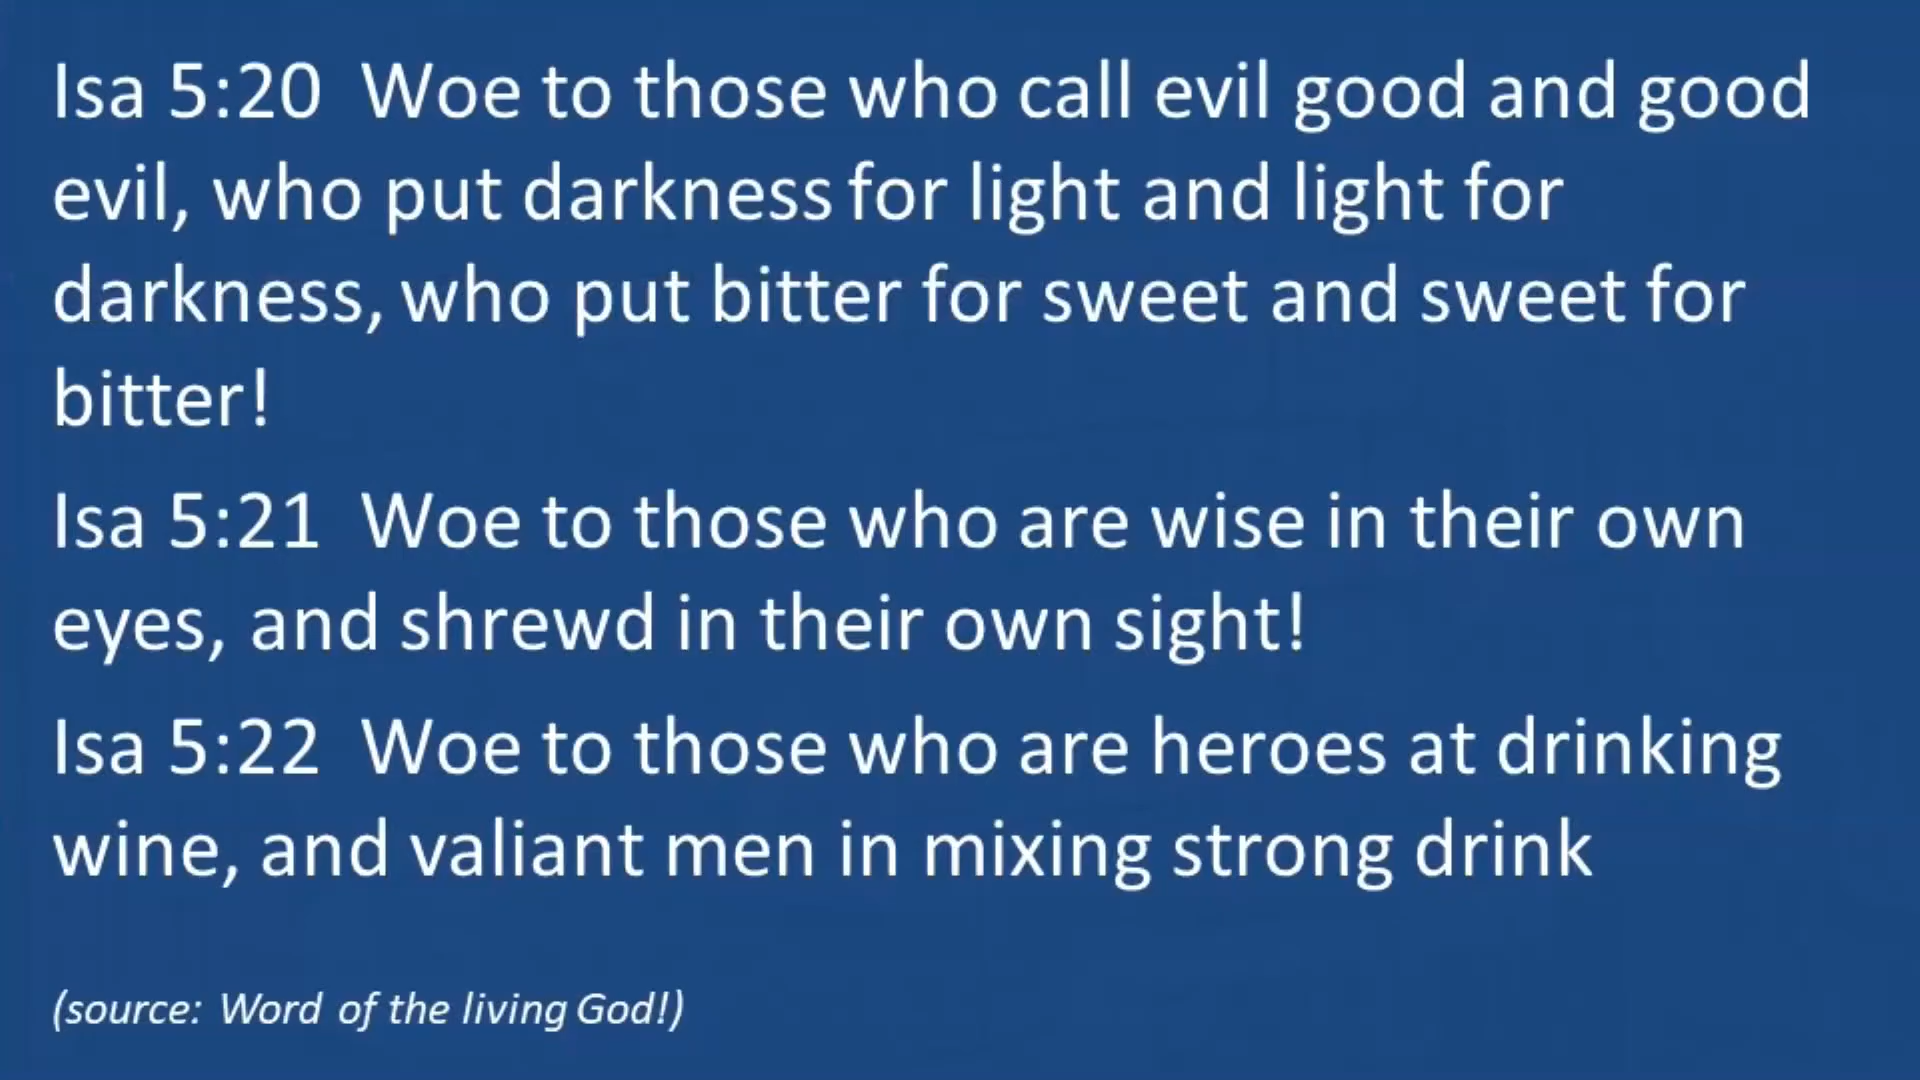 Isa 5:20  Woe to those who call evil good and good
evil, who put darkness for light and light for
darkness, who put bitter for sweet and sweet for
bitter!
Isa 5:21  Woe to those who are wise in their own
eyes, and shrewd in their own sight!
Isa 5:22  Woe to those who are heroes at drinking
wine, and valiant men in mixing strong drink
(source: Word of the living God!)